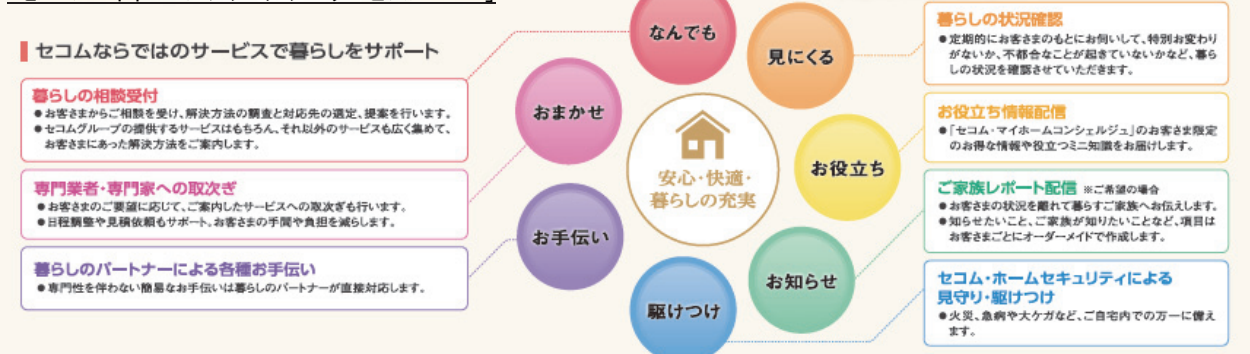 セコムならではのサービスで暮らしをサポート
暮らしの相談受付
●お客さまからご相談を受け、解決方法の調査と対応先の選定、提案を行います。
●セコムグループの提供するサービスはもちろん、それ以外のサービスも広く集めて、
お客さまにあった解決方法をご案内します。
専門業者・専門家への取次ぎ
●お客さまのご要望に応じて、ご案内したサービスへの取次ぎも行います。
●日程調整や見積依頼もサポート。お客さまの手間や負担を減らします。
暮らしのパートナーによる各種お手伝い
●専門性を伴わない簡易なお手伝いは暮らしのパートナーが直接対応します。
なんでも
おまかせ
お手伝い
見にくる
お役立ち
お知らせ
駆けつけ
安心・快適・
暮らしの充実
暮らしの状況確認
●定期的にお客さまのもとにお伺いして、特別お変わり
がないか、不都合なことが起きていないかなど、暮ら
しの状況を確認させていただきます。
お役立ち情報配信
●「セコム・マイホームコンシェルジュ」のお客さま限定
のお得な情報や役立つミニ知識をお届けします。
ご家族レポート配信 ※ご希望の場合
●お客さまの状況を離れて暮らすご家族へお伝えします。
●知らせたいこと、ご家族が知りたいことなど、項目は
お客さまごとにオーダーメイドで作成します。
セコム・ホームセキュリティによる
見守り・駆けつけ
●火災、急病や大ケガなど、ご自宅内での万一に備え
ます。